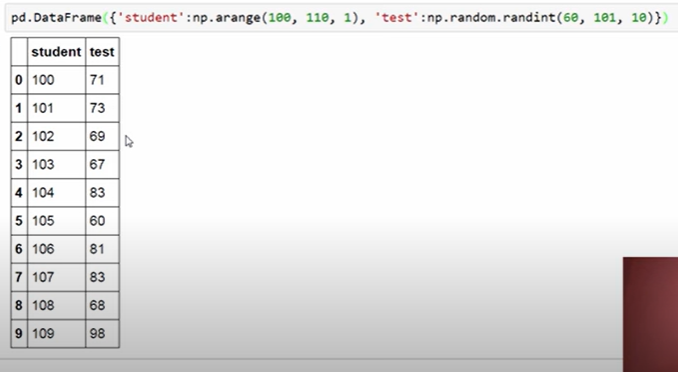 pd.DataFrame({'student':np.arange(100, 110, 1), 'test':np.random.randint(60, 101, 10)})
student test
0 100 71
1 101 73
2 102 69
3 103 67
4 104 83
5 105 60
6 106 81
7 107 83
8 108 68
9 109 98